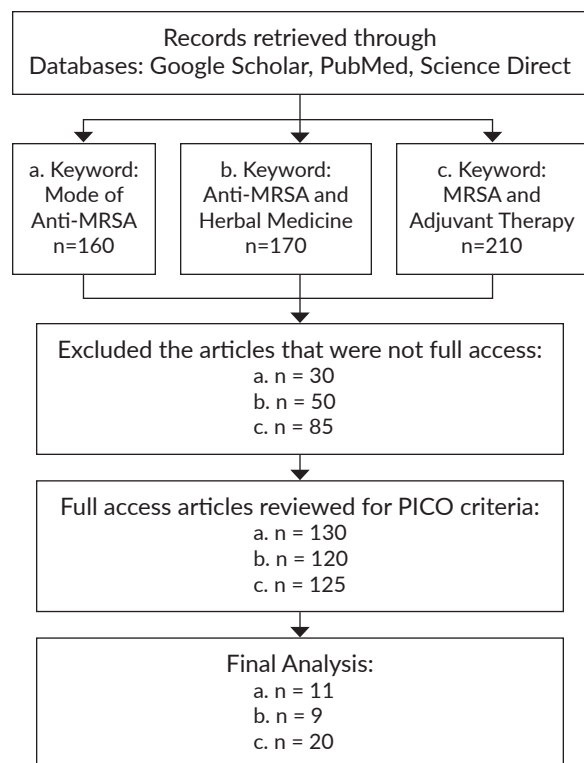 Records retrieved through
Databases: Google Scholar, PubMed, Science Direct
a. Keyword:
Mode of
Anti-MRSA
n=160
b. Keyword:
Anti-MRSA and
Herbal Medicine
n=170
c. Keyword:
MRSA and
Adjuvant Therapy
n=210
Excluded the articles that were not full access:
a. n = 30
b. n = 50
c. n = 85
Full access articles reviewed for PICO criteria:
a. n = 130
b. n = 120
c. n = 125
Final Analysis:
a. n = 11
b. n = 9
c. n = 20